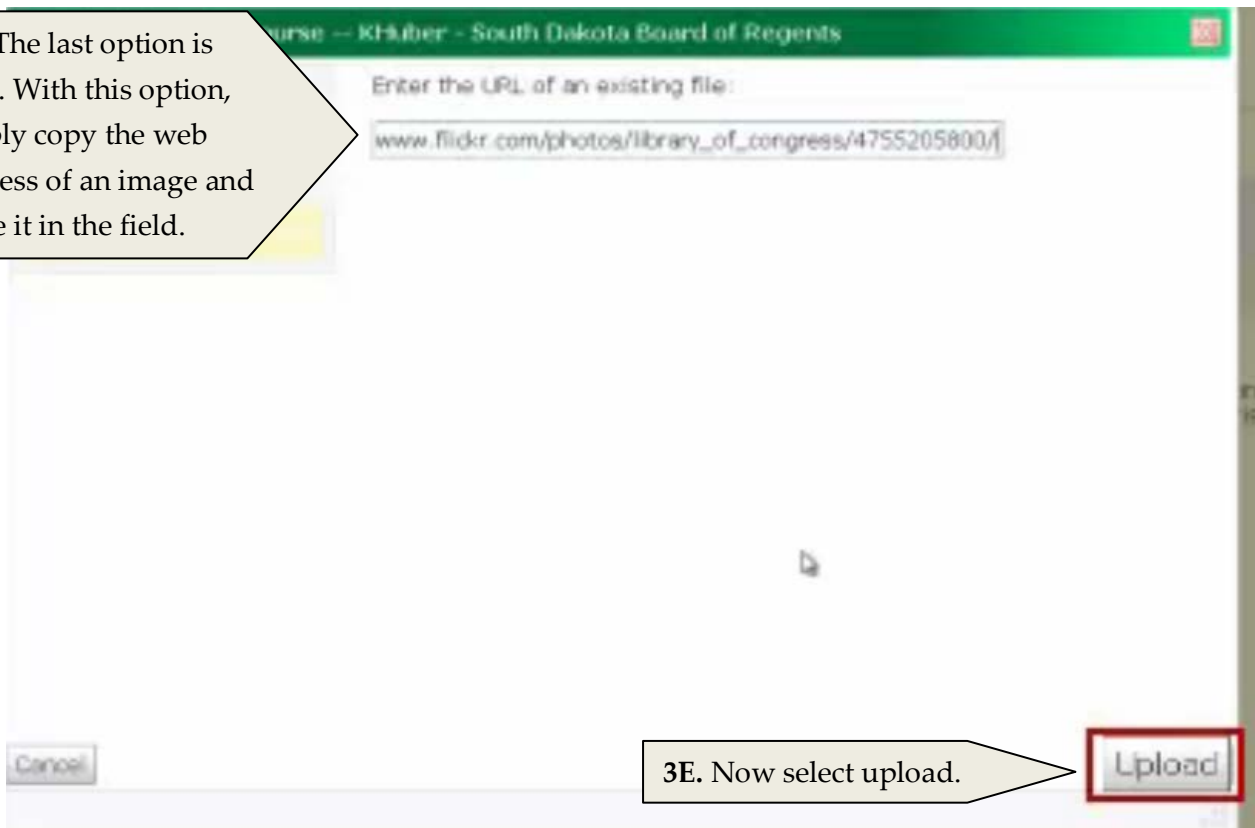 The last option is
. With this option,
ly copy the web
ess of an image and
e it in the field.
urse -- KHuber - South Dakota Board of Regents
Enter the URL of an existing file:
www.flickr.com/photos/library_of_congress/4755205800/
Cancel
3E. Now select upload.
Upload